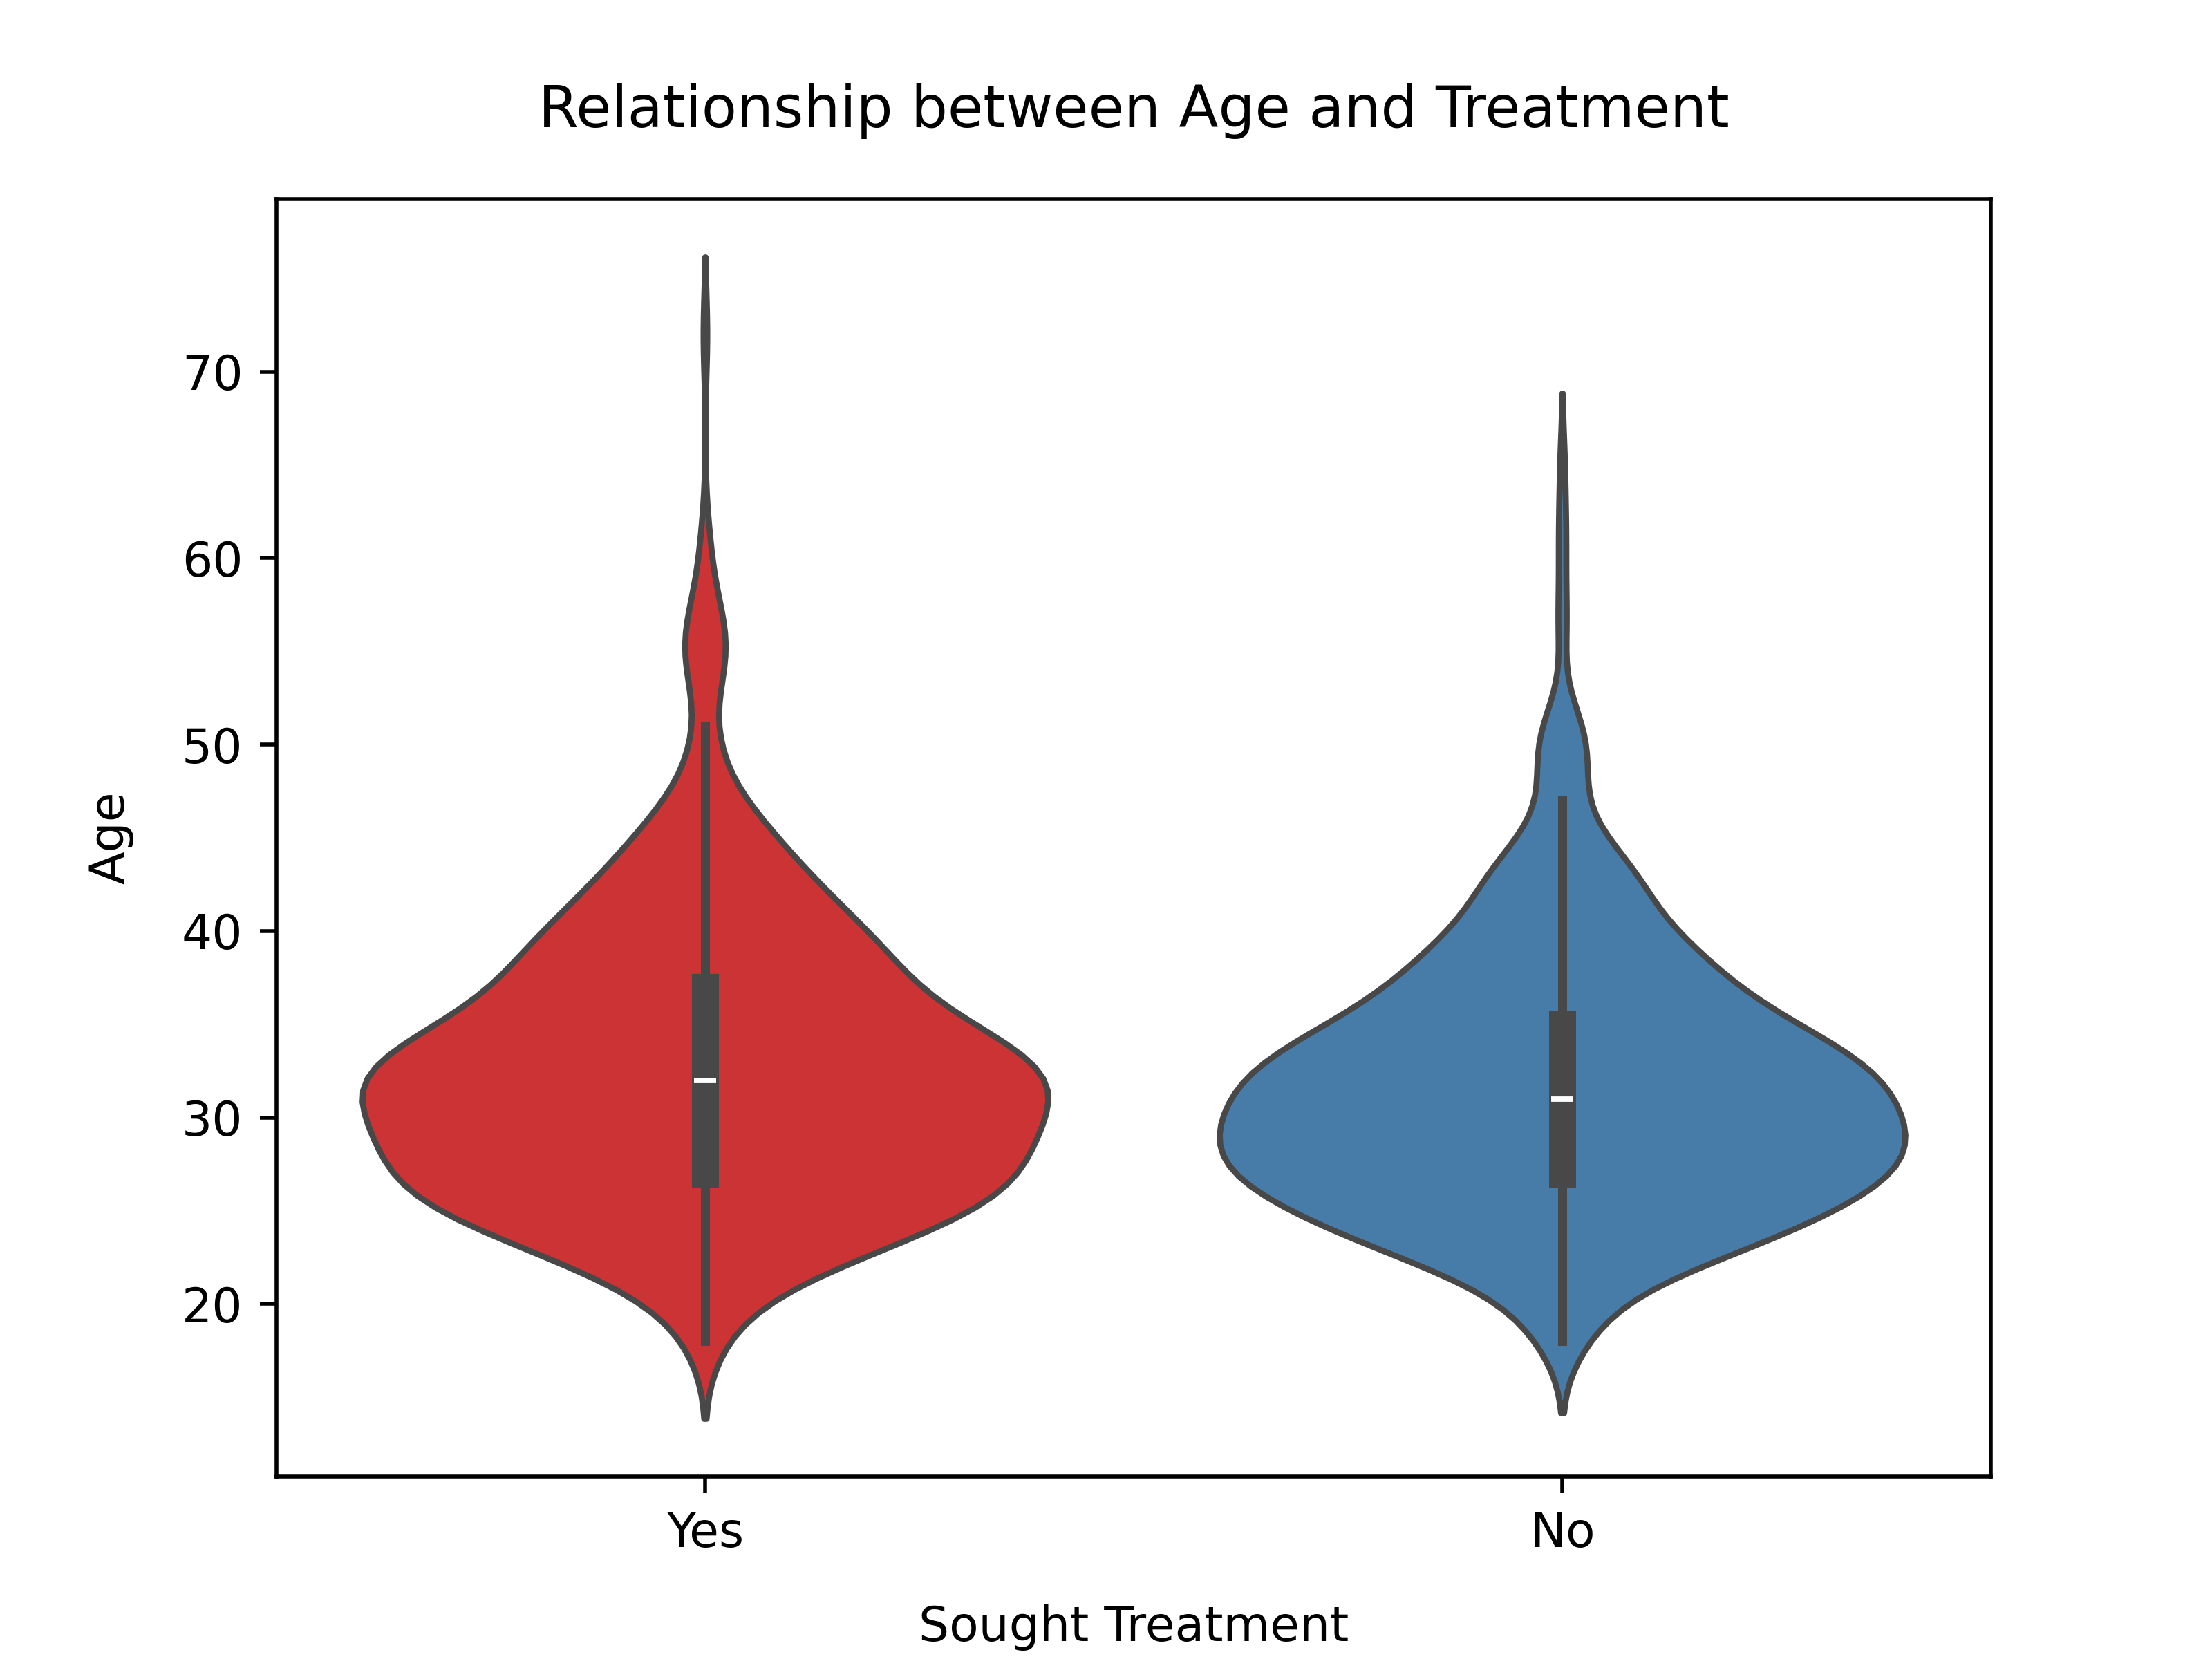 Relationship between Age and Treatment
70
60
50
40
30
20
Age
Yes
No
Sought Treatment